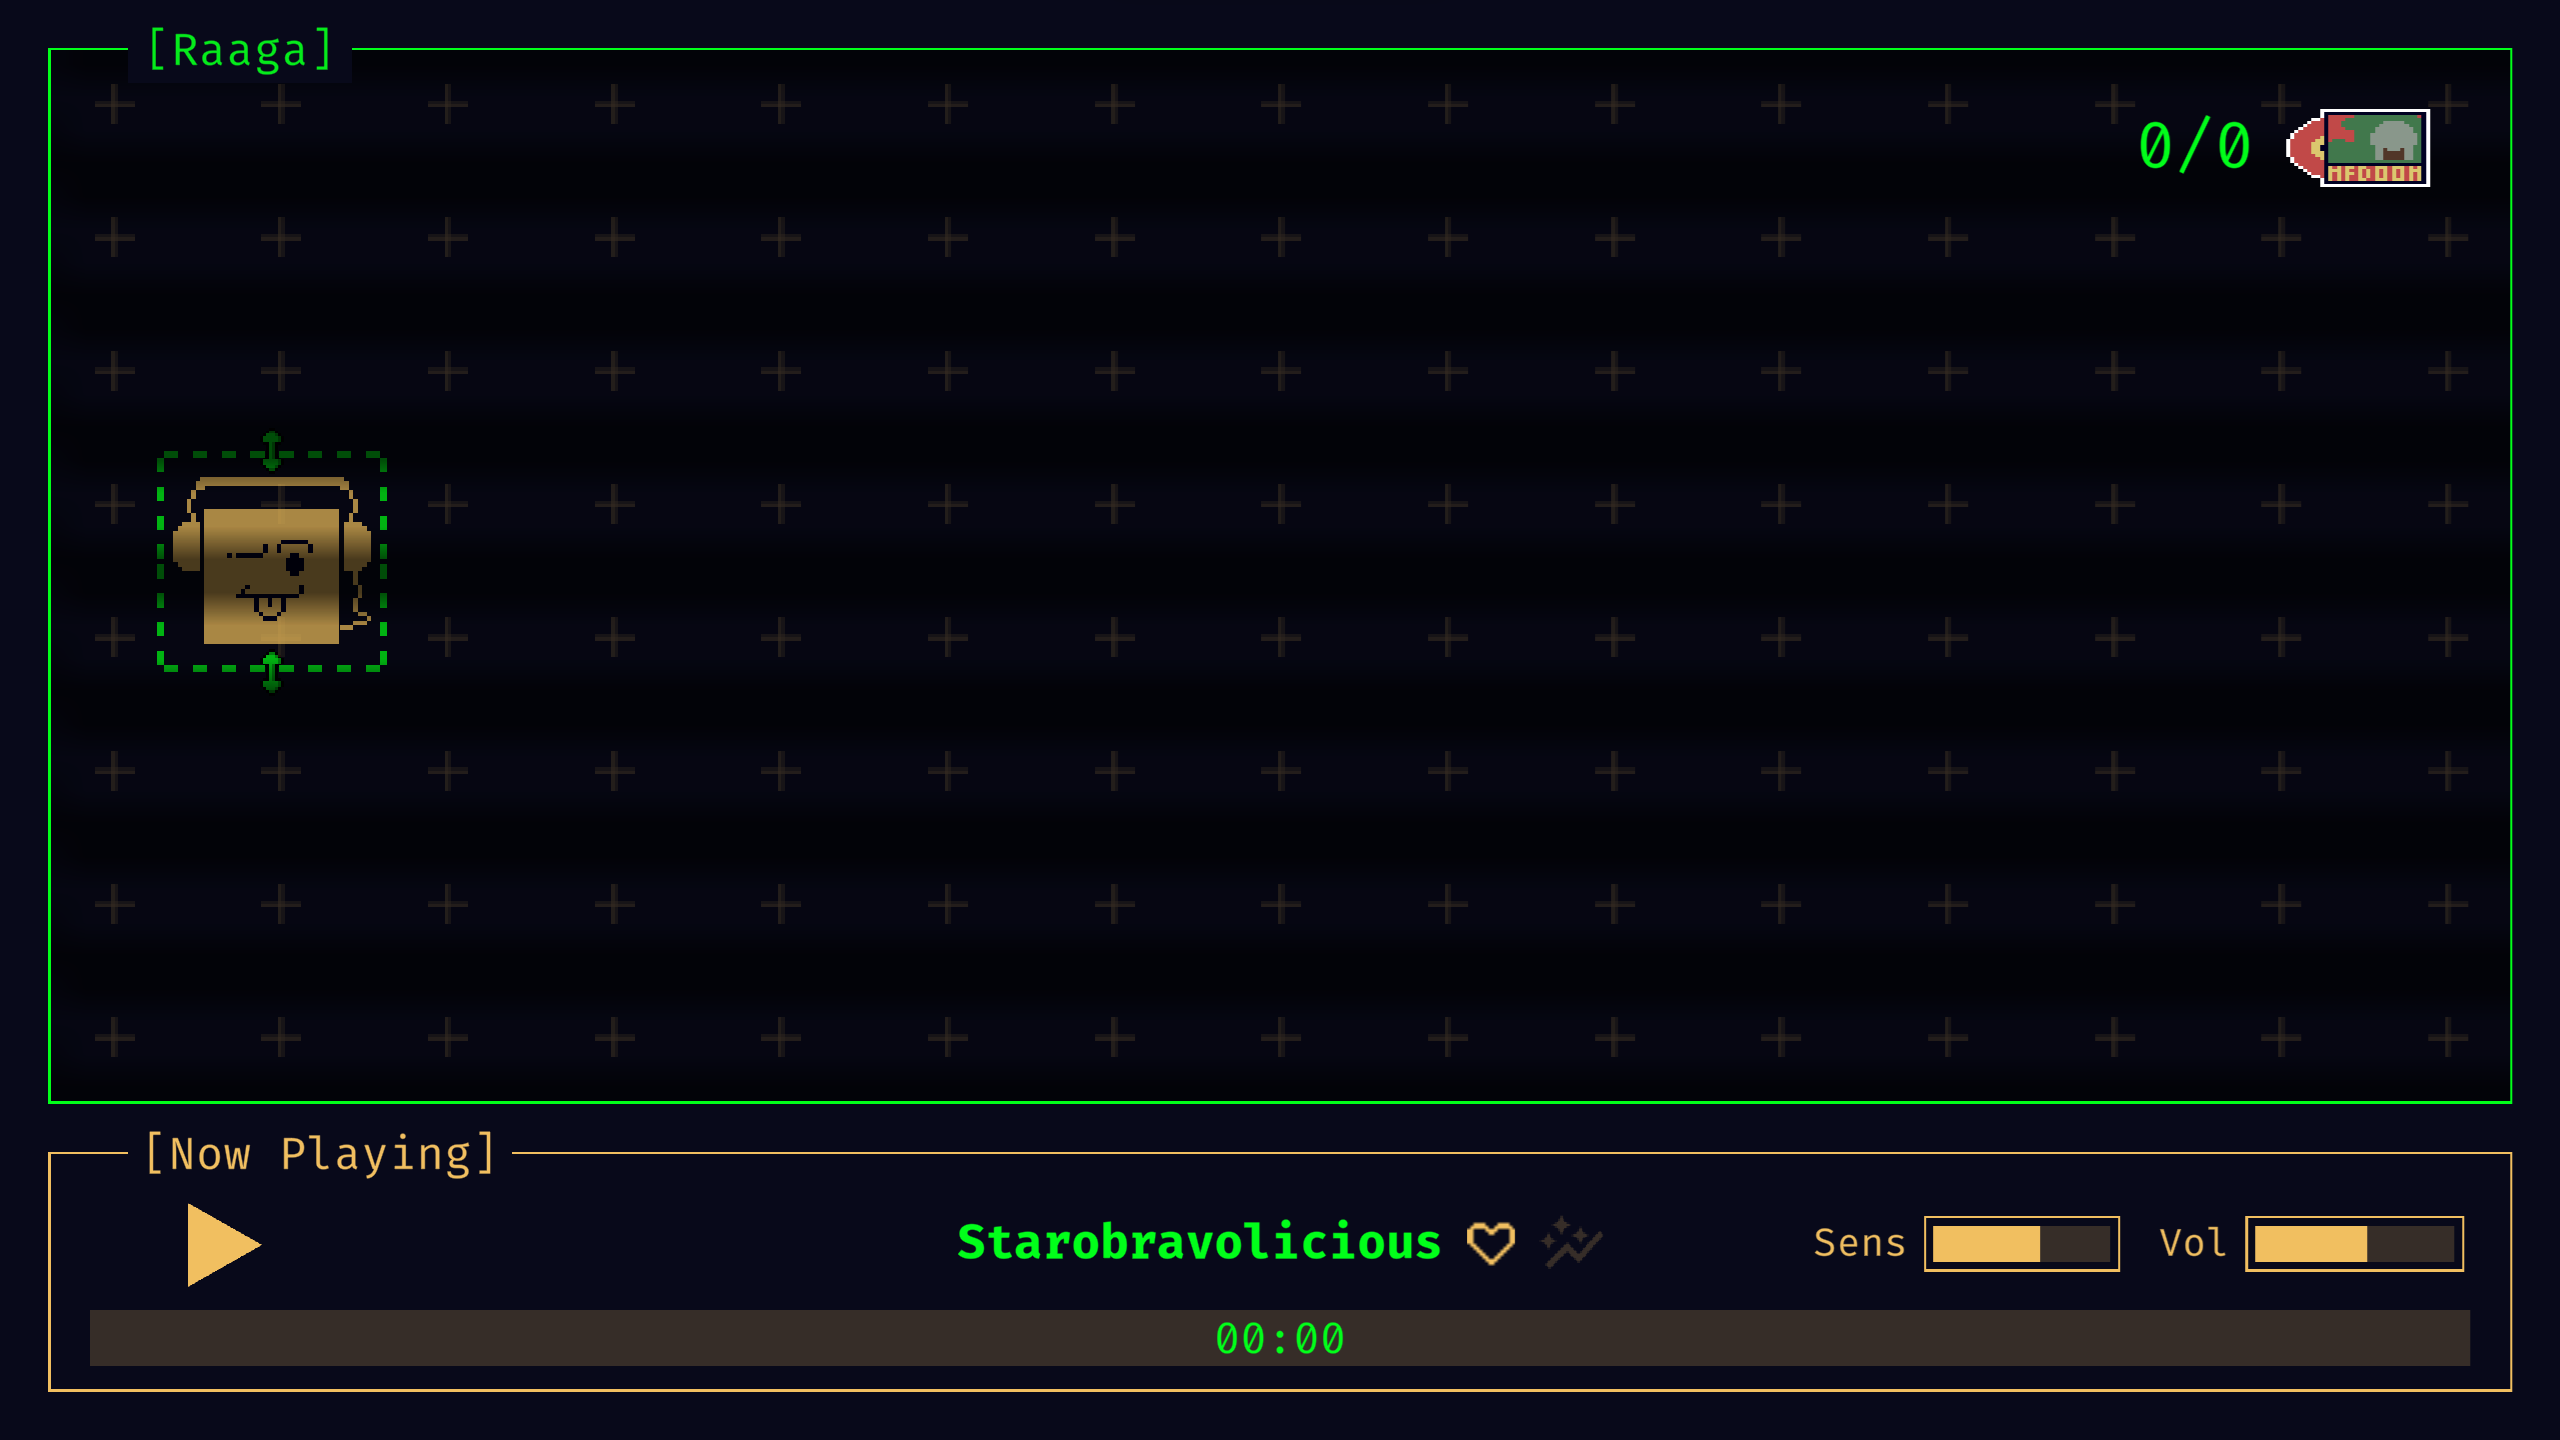 [Raaga]
0/0
MFDOOM
[Now Playing]
Starobravolicious
Sens
Vol
00:00